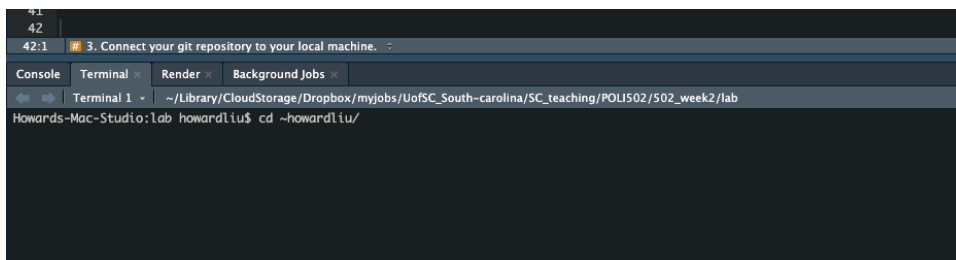 41
42
42:1 # 3. Connect your git repository to your local machine.
Console Terminal × Render × Background Jobs ×
Terminal 1 ~/Library/CloudStorage/Dropbox/myjobs/UofSC_South-carolina/SC_teaching/POLI502/502_week2/lab
Howards-Mac-Studio:lab howardliu$ cd ~howardliu/